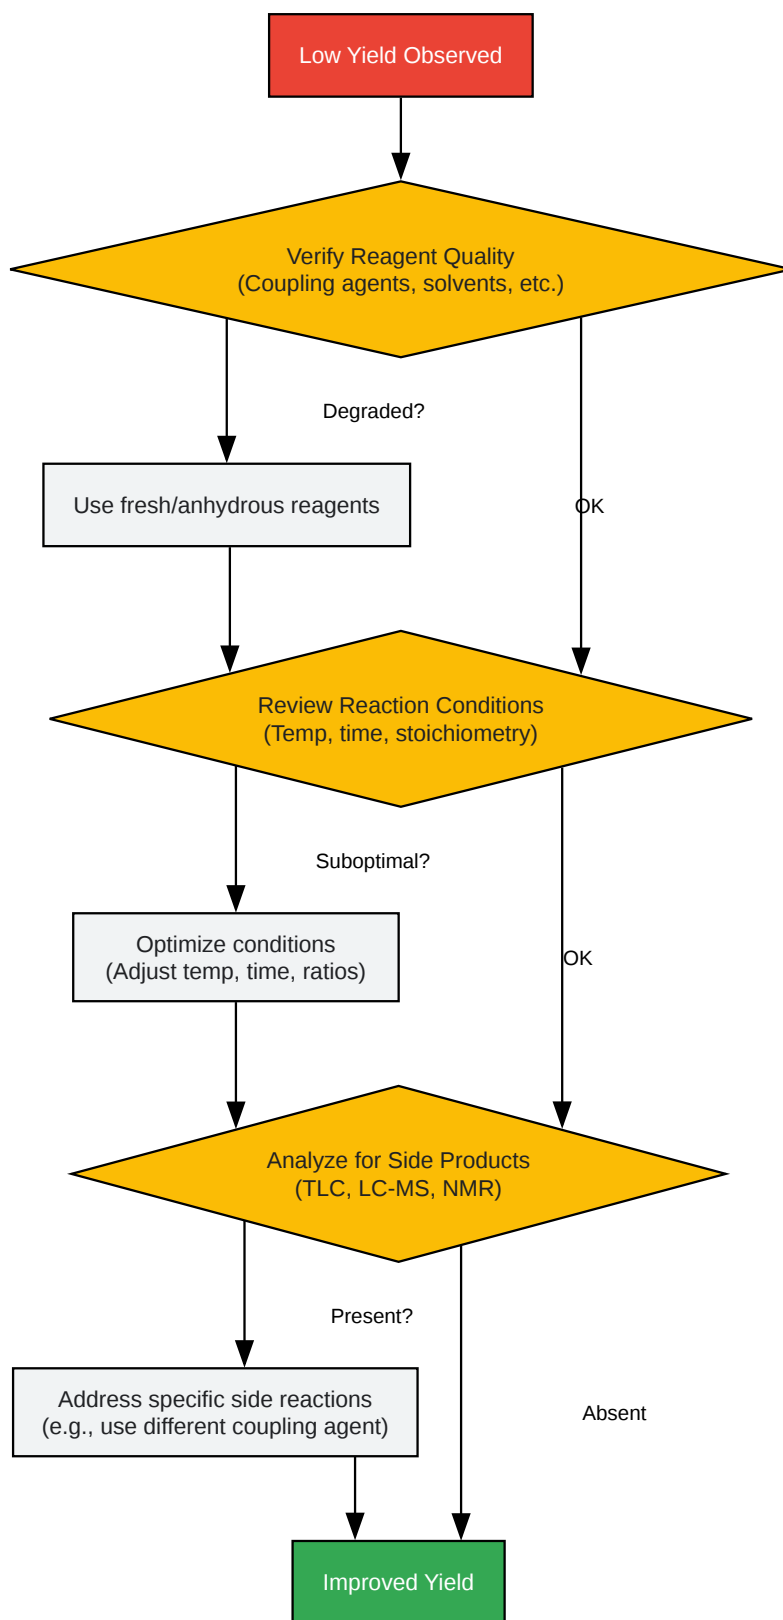 Low Yield Observed
Verify Reagent Quality
(Coupling agents, solvents, etc.)
Degraded?
Use fresh/anhydrous reagents
OK
Review Reaction Conditions
(Temp, time, stoichiometry)
Suboptimal?
Optimize conditions
(Adjust temp, time, ratios)
OK
Analyze for Side Products
(TLC, LC-MS, NMR)
Present?
Address specific side reactions
(e.g., use different coupling agent)
Absent
Improved Yield